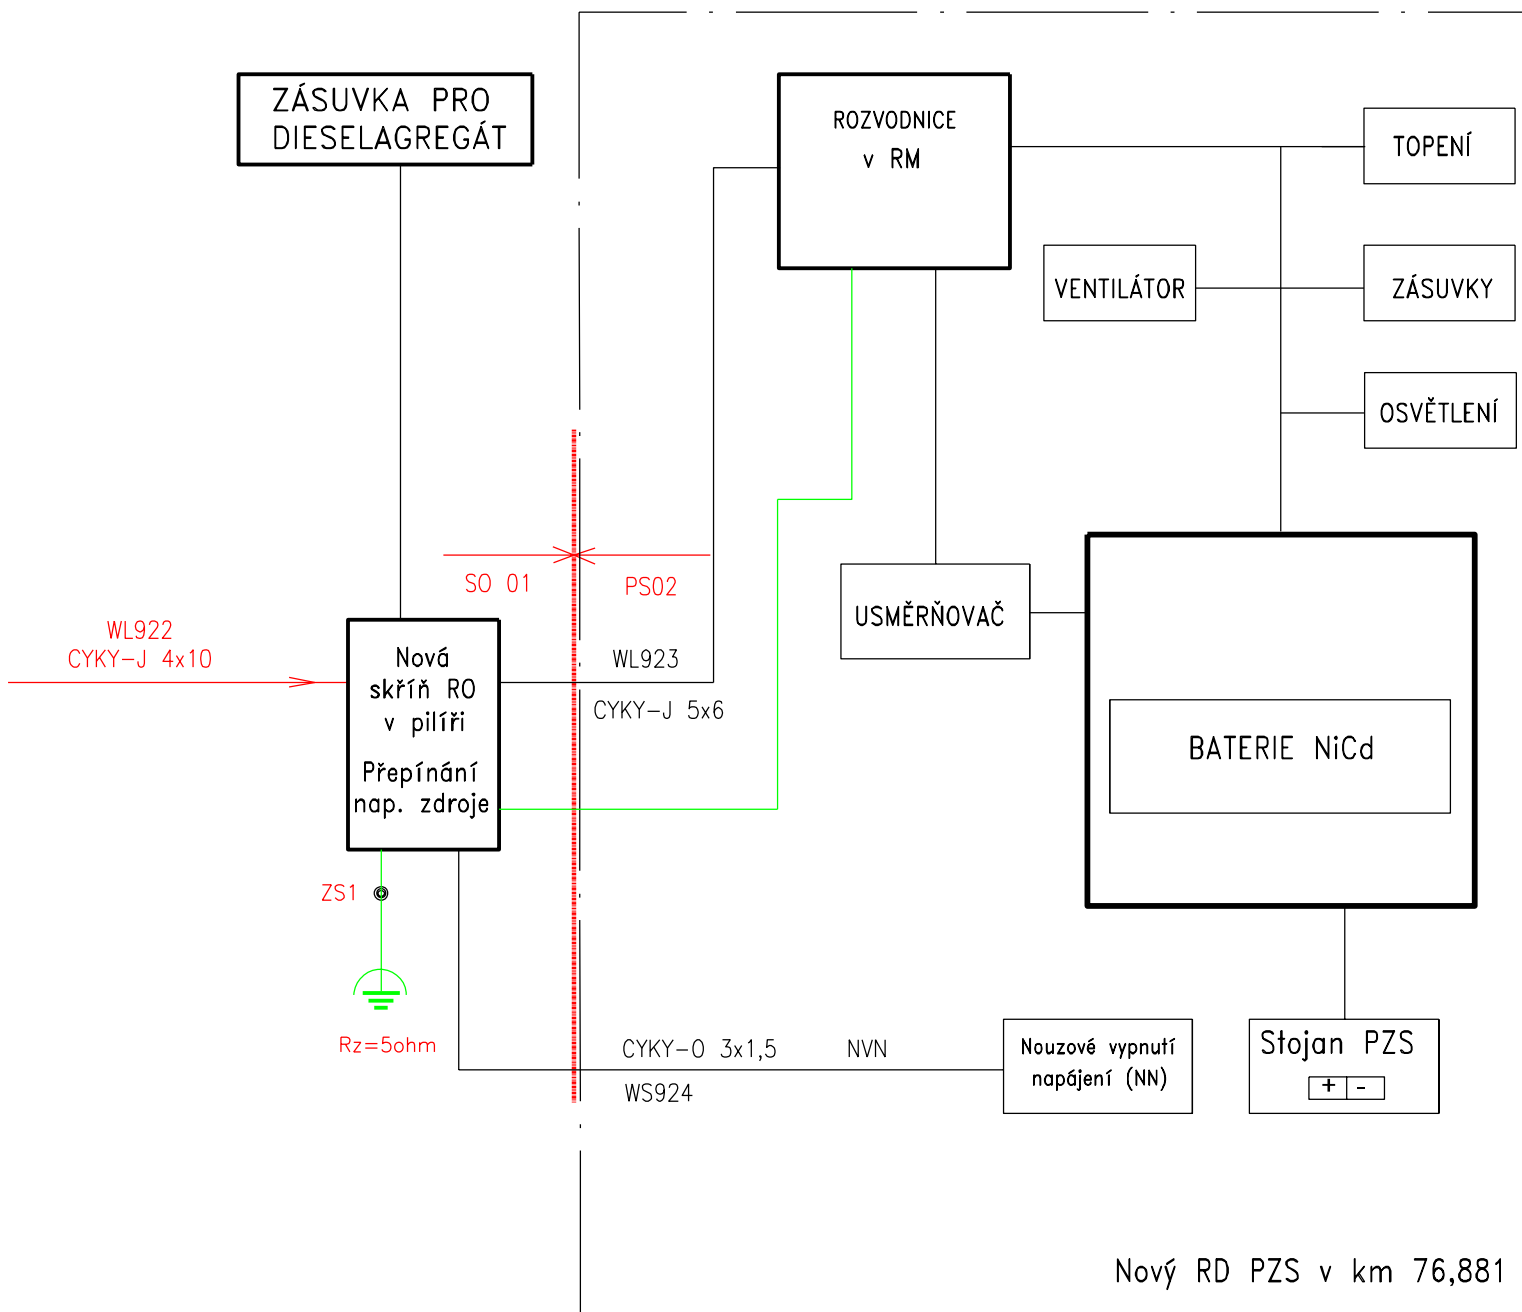 ZÁSUVKA PRO
DIESELAGREGÁT
ROZVODNICE
v RM
TOPENÍ
VENTILÁTOR
ZÁSUVKY
OSVĚTLENÍ
SO 01
PS02
USMĚRŇOVAČ
WL922
CYKY-J 4x10
Nová
skříň RO
v pilíři
Přepínání
nap. zdroje
WL923
CYKY-J 5x6
BATERIE NiCd
ZS1
Rz=5ohm
CYKY-O 3x1,5
NVN
WS924
Nouzové vypnutí
napájení (NN)
Stojan PZS
+ -
Nový RD PZS v km 76,881